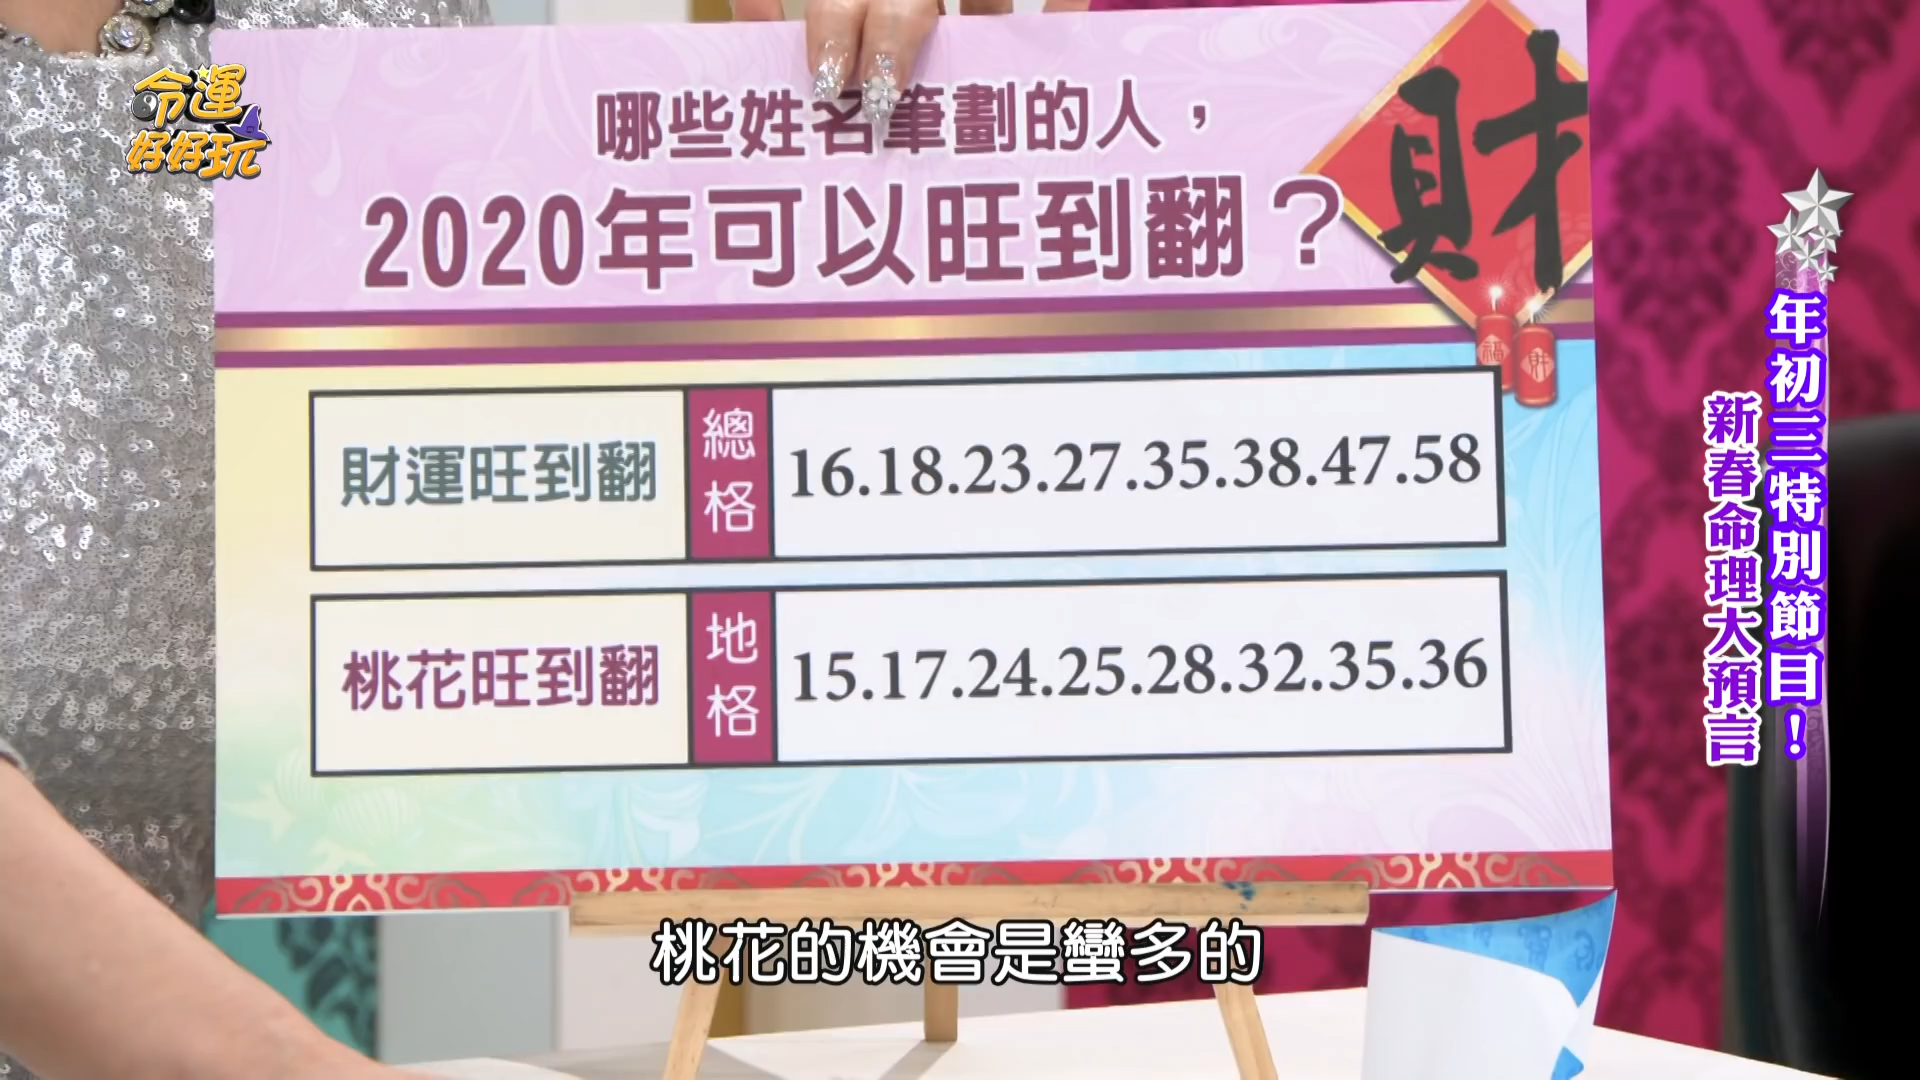 命運
好好玩
哪些姓名筆劃的人，
2020年可以旺到翻？
財
福
財
財運旺到翻
總格
16.18.23.27.35.38.47.58
桃花旺到翻
地格
15.17.24.25.28.32.35.36
年初三特別節目！
新春命理大預言
桃花的機會是蠻多的